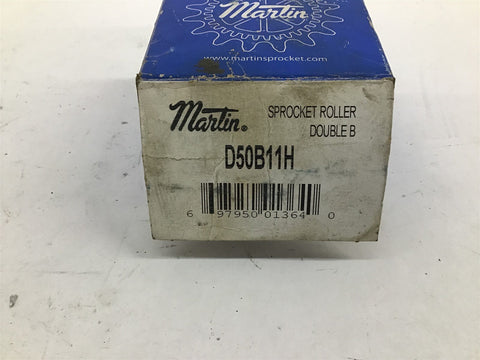 Martin
www.martinsprocket.com
Martin®
SPROCKET ROLLER
DOUBLE B
D50B11H
6 97950 01364 0